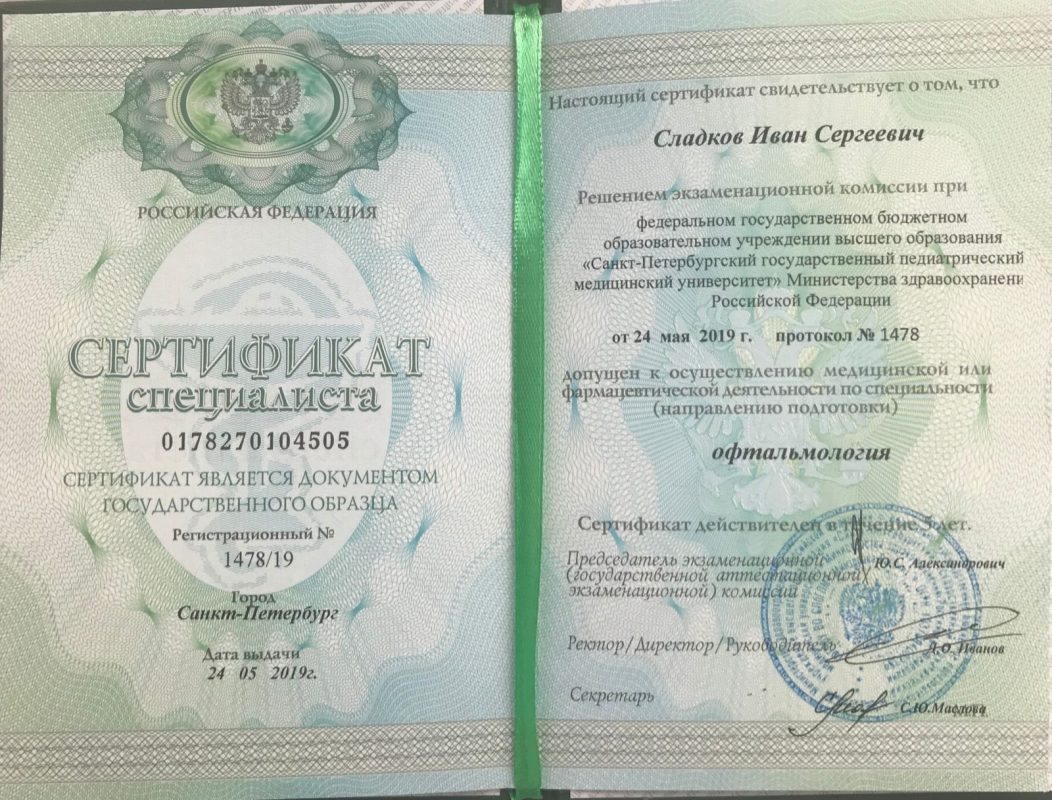 РОССИЙСКАЯ ФЕДЕРАЦИЯ
СЕРТИФИКАТ
специалиста
0178270104505
СЕРТИФИКАТ ЯВЛЯЕТСЯ ДОКУМЕНТОМ
ГОСУДАРСТВЕННОГО ОБРАЗЦА
Регистрационный №
1478/19
Город
Санкт-Петербург
Дата выдачи
24 05 2019г.
Настоящий сертификат свидетельствует о том, что
Сладков Иван Сергеевич
Решением экзаменационной комиссии при
федеральном государственном бюджетном
образовательном учреждении высшего образования
«Санкт-Петербургский государственный педиатрический
медицинский университет» Министерства здравоохранени
Российской Федерации
от 24 мая 2019 г. протокол № 1478
допущен к осуществлению медицинской или
фармацевтической деятельности по специальности
(направлению подготовки)
офтальмология
Сертификат действителен в течение 5 лет.
Председатель экзаменационной
(государственной аттестационной
экзаменационной) комиссии
Ю.С. Александрович
Ректор/Директор/Руководитель
Д.О. Иванов
Секретарь
С.Ю.Маслова